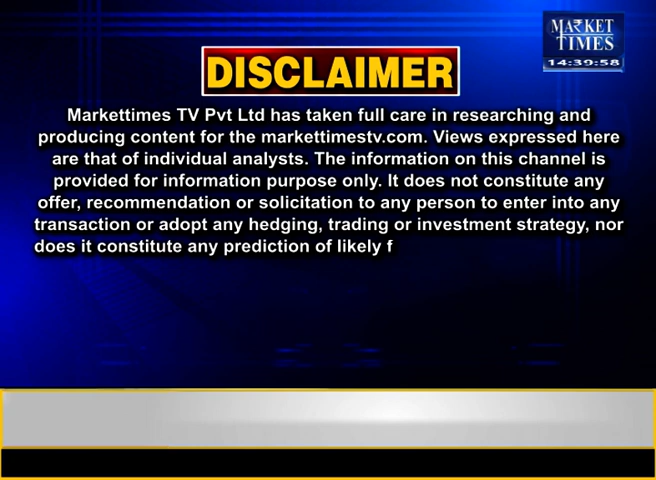 MA₹KET
TIMES
14:39:58
DISCLAIMER
Markettimes TV Pvt Ltd has taken full care in researching and
producing content for the markettimestv.com. Views expressed here
are that of individual analysts. The information on this channel is
provided for information purpose only. It does not constitute any
offer, recommendation or solicitation to any person to enter into any
transaction or adopt any hedging, trading or investment strategy, nor
does it constitute any prediction of likely f